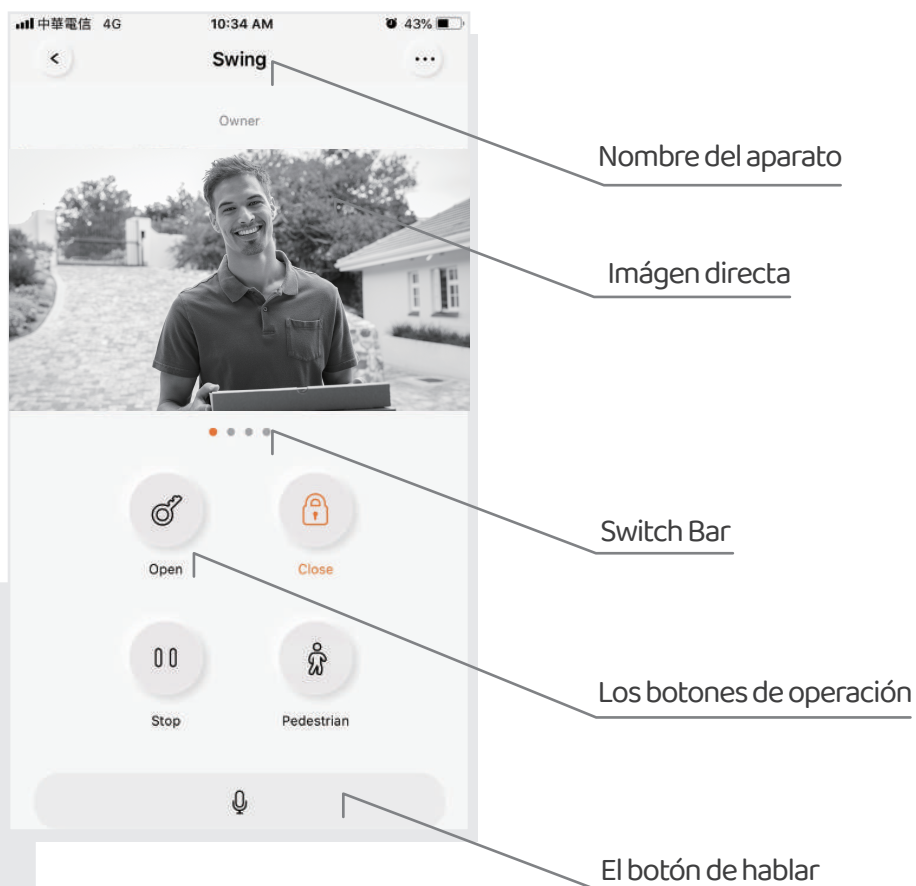 中華電信 4G 10:34 AM 43%
Swing
Owner
Nombre del aparato
Imágen directa
Switch Bar
Open Close
Los botones de operación
Stop Pedestrian
El botón de hablar